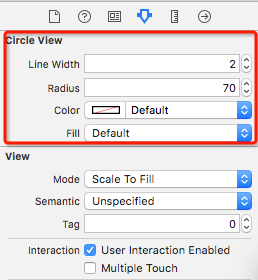 Circle View
Line Width 2
Radius 70
Color Default
Fill Default
View
Mode Scale To Fill
Semantic Unspecified
Tag 0
Interaction User Interaction Enabled
Multiple Touch